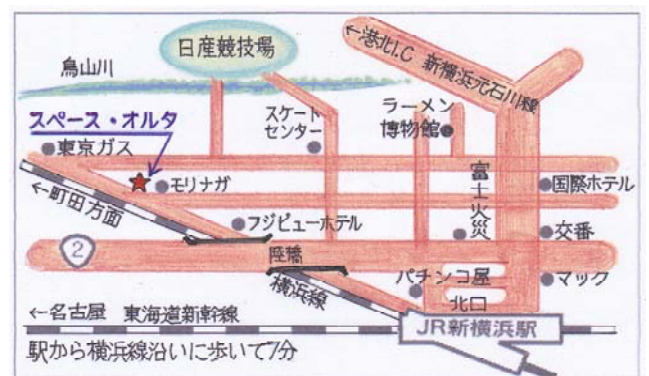 日産競技場
←港北I.C 新横浜元石川線
鳥山川
スペース・オルタ
スケート
センター
ラーメン
博物館
東京ガス
モリナガ
富士火災
国際ホテル
←町田方面
フジビューホテル
交番
2
陸橋
横浜線
パチンコ屋
マック
北口
←名古屋 東海道新幹線
JR新横浜駅
駅から横浜線沿いに歩いて7分